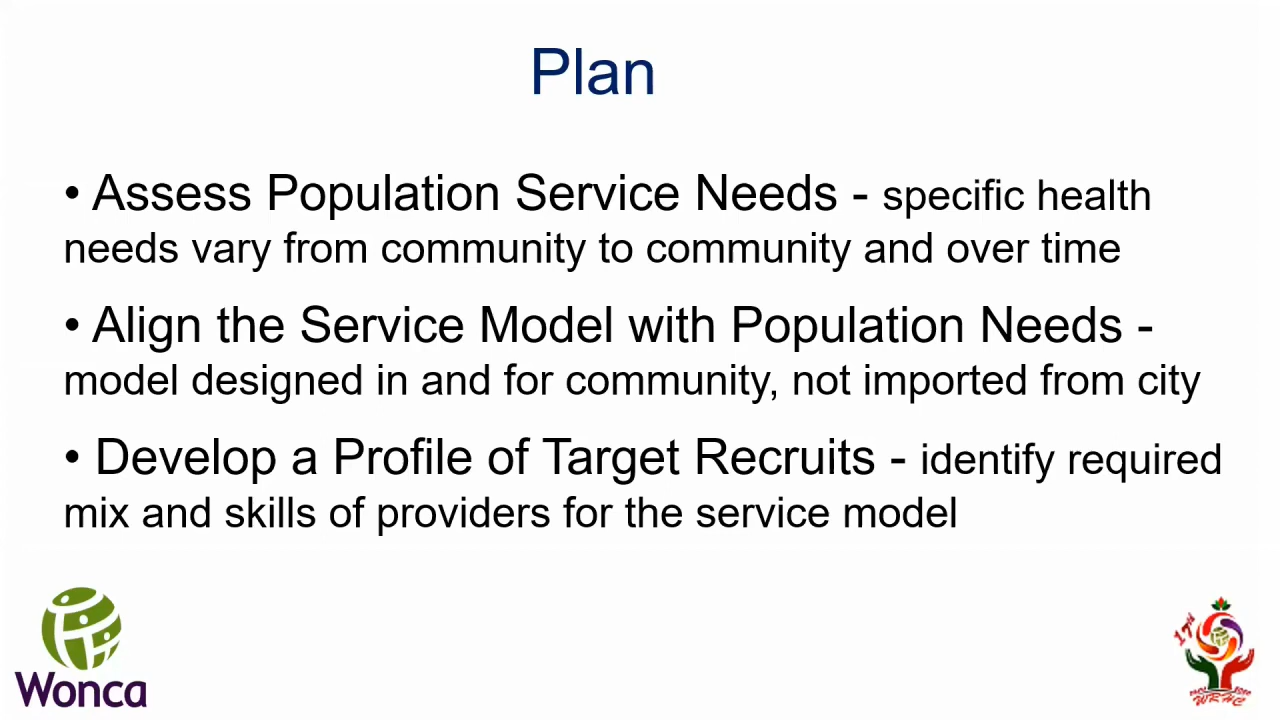 Plan
• Assess Population Service Needs - specific health
needs vary from community to community and over time
• Align the Service Model with Population Needs -
model designed in and for community, not imported from city
• Develop a Profile of Target Recruits - identify required
mix and skills of providers for the service model
Wonca
17th
WRHC